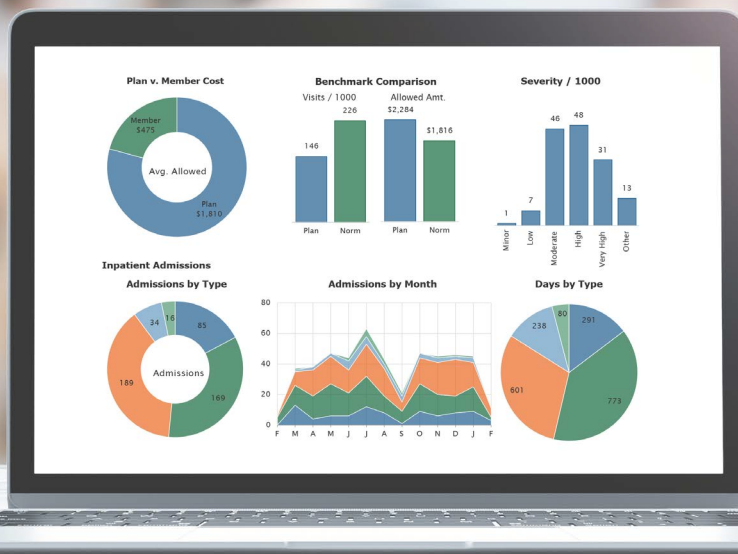 Plan v. Member Cost
Member
$475
Avg. Allowed
Plan
$1,810
Benchmark Comparison
Visits / 1000
Allowed Amt.
146
226
$2,284
$1,816
Plan
Norm
Plan
Norm
Severity / 1000
1
7
46
48
31
13
Minor
Low
Moderate
High
Very High
Other
Inpatient Admissions
Admissions by Type
34
16
85
189
Admissions
169
Admissions by Month
80
60
40
20
0
F M A M J J A S O N D J F
Days by Type
80
291
238
601
773